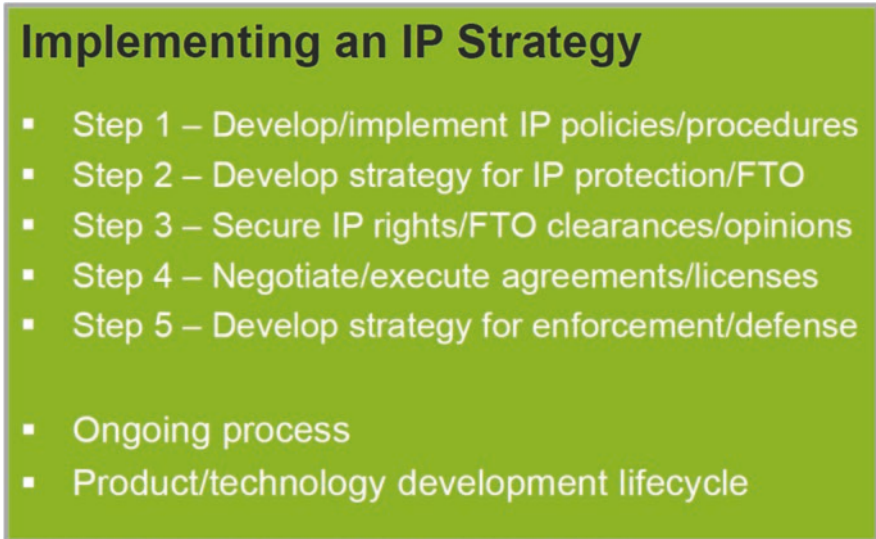 Implementing an IP Strategy
▪ Step 1 – Develop/implement IP policies/procedures
▪ Step 2 – Develop strategy for IP protection/FTO
▪ Step 3 – Secure IP rights/FTO clearances/opinions
▪ Step 4 – Negotiate/execute agreements/licenses
▪ Step 5 – Develop strategy for enforcement/defense
▪ Ongoing process
▪ Product/technology development lifecycle